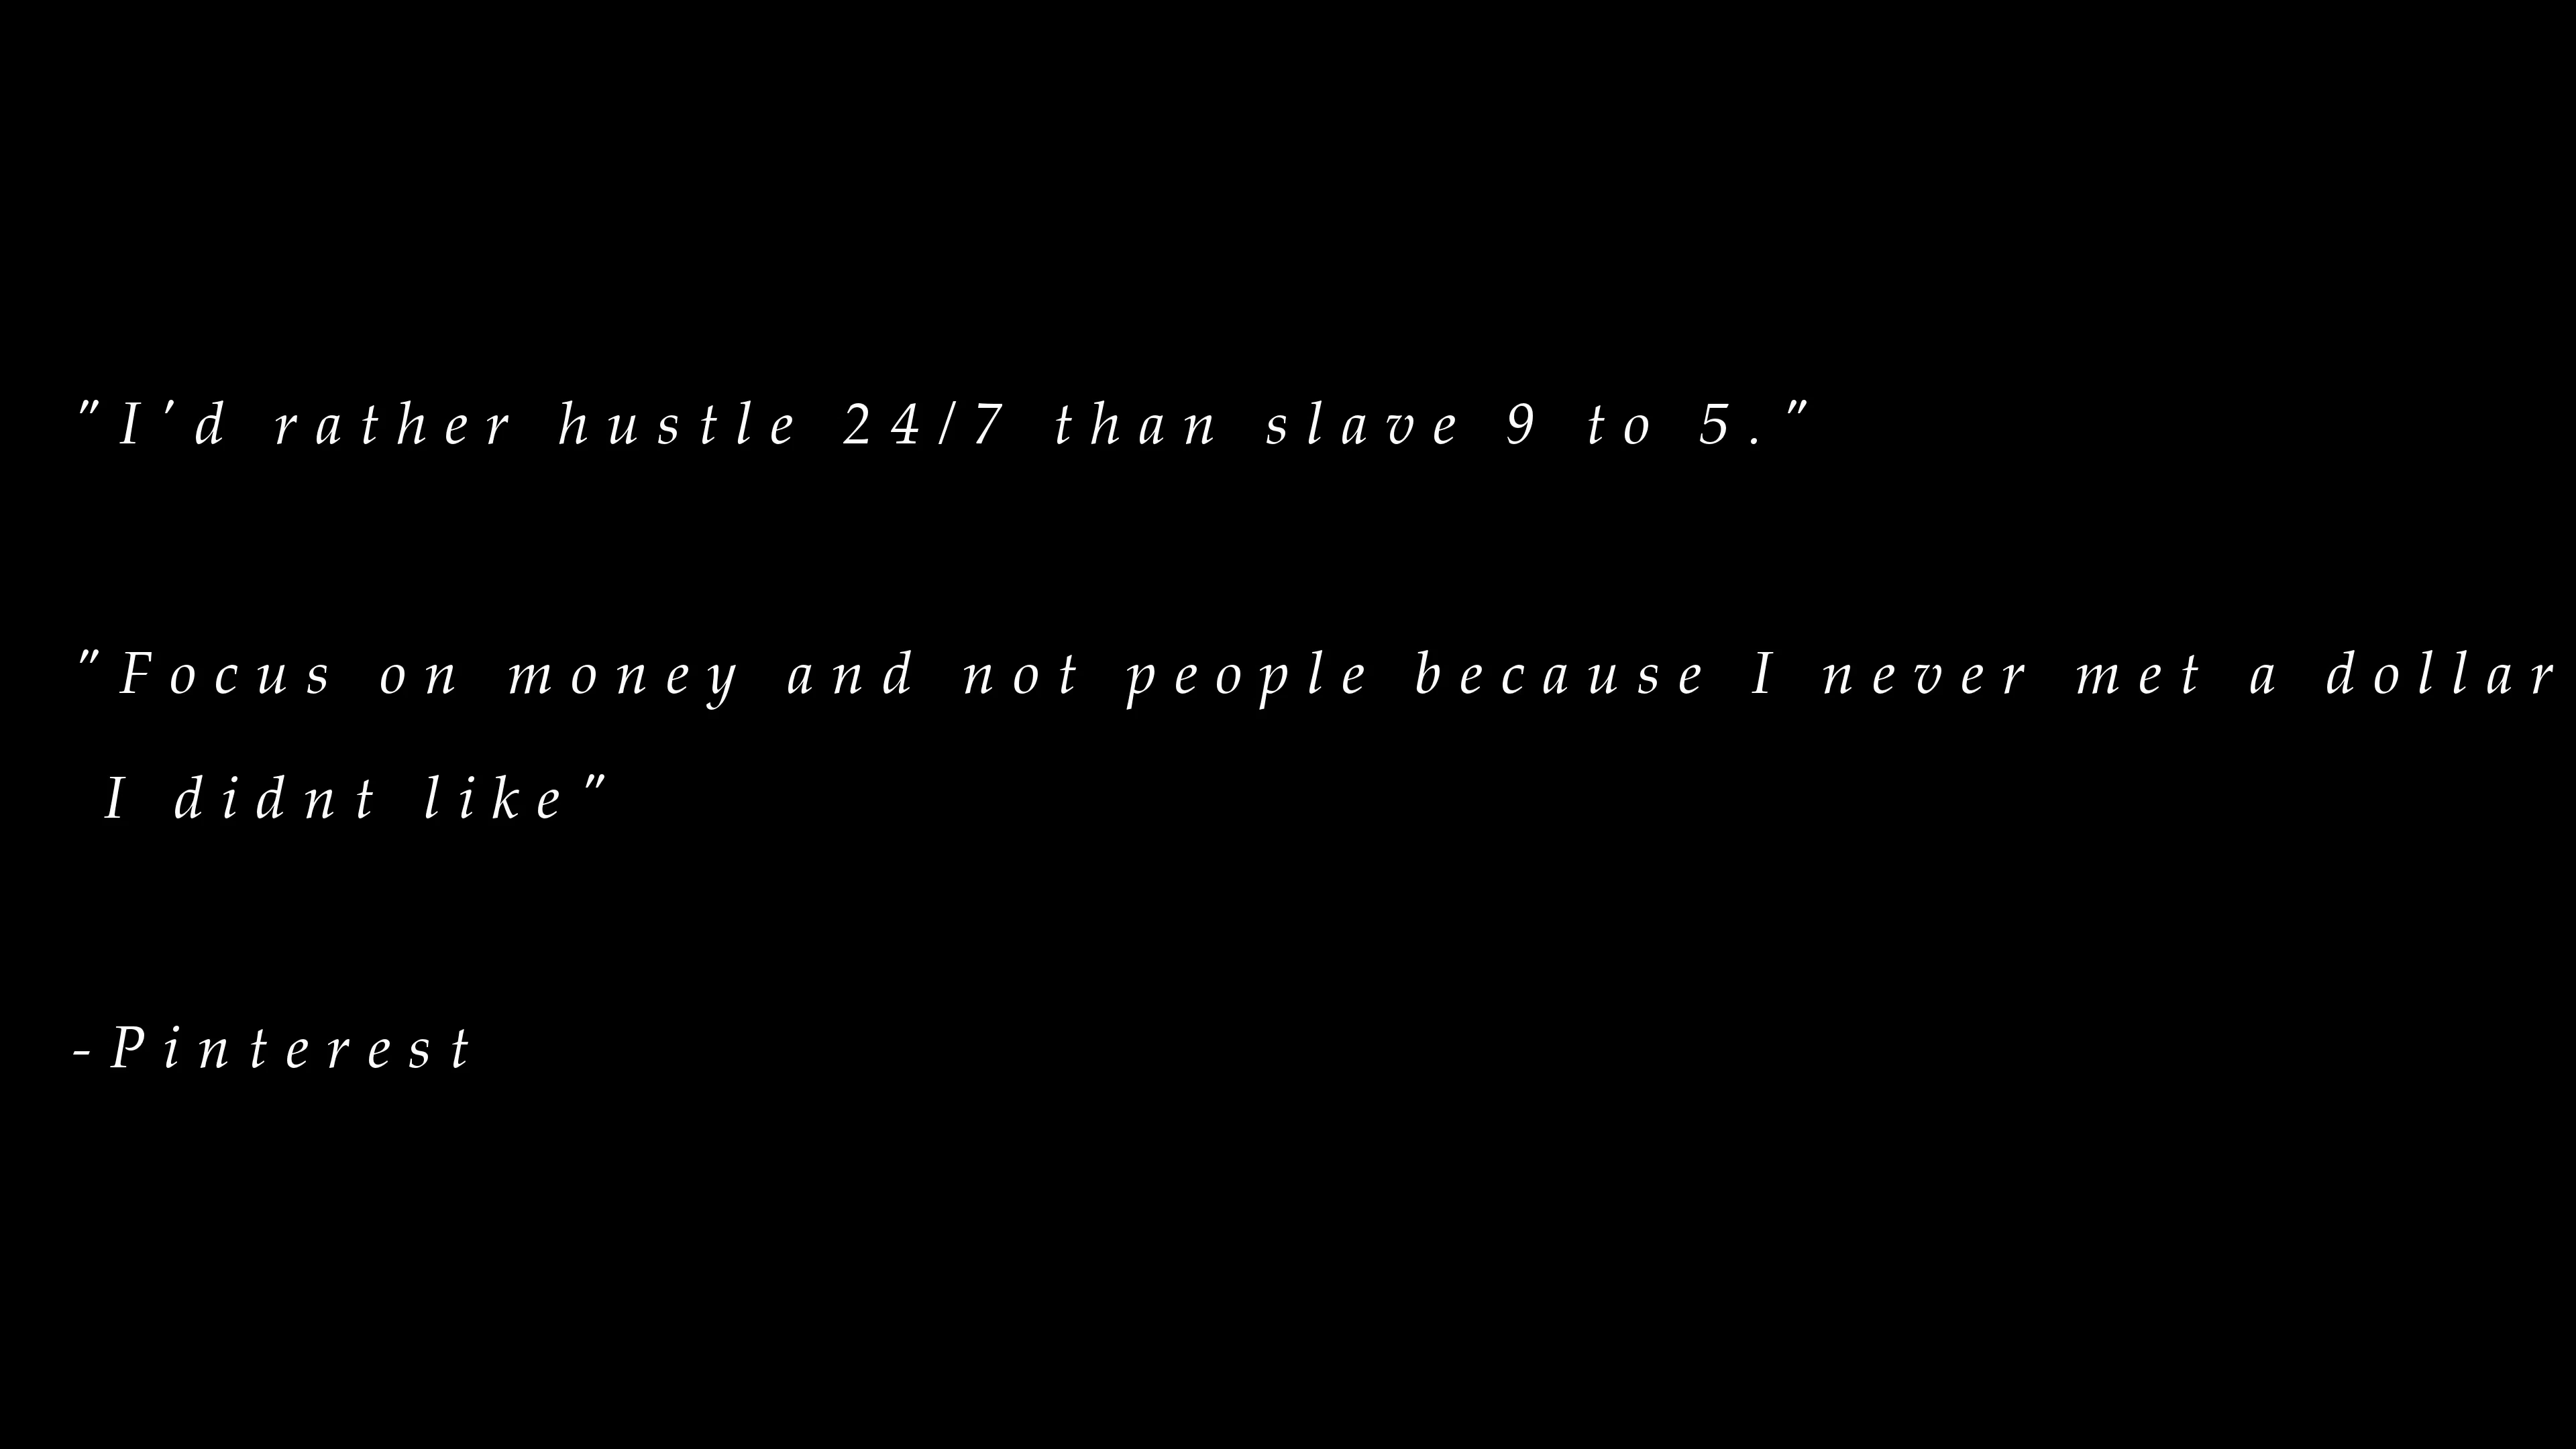 "I'd rather hustle 24/7 than slave 9 to 5."
"Focus on money and not people because I never met a dollar
I didnt like"
-Pinterest